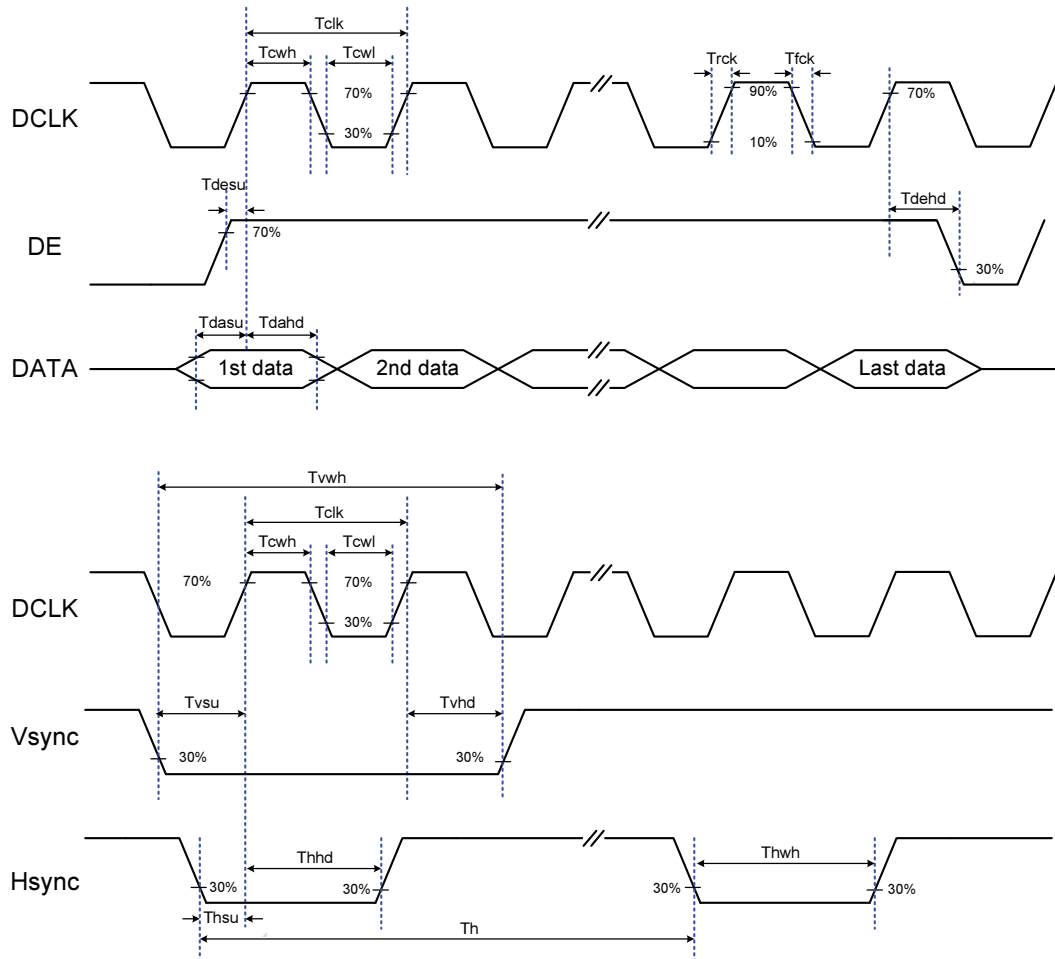 Tclk
Tcwh Tcwl Trck Tfck
DCLK 70% 30% 90% 10% 70%
Tdesu Tdehd
DE 70% 30%
Tdasu Tdahd
DATA 1st data 2nd data Last data
Tvwh
Tclk
Tcwh Tcwl
DCLK 70% 70% 30%
Tvsu Tvhd
Vsync 30% 30%
Thhd Thwh
Hsync 30% 30% 30% 30%
Thsu
Th